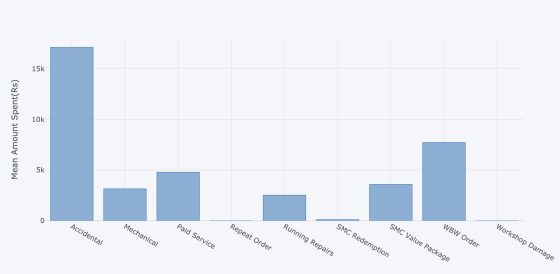 Mean Amount Spent(Rs)
15k
10k
5k
0
Accidental
Mechanical
Paid Service
Repeat Order
Running Repairs
SMC Redemption
SMC Value Package
WBW Order
Workshop Damage